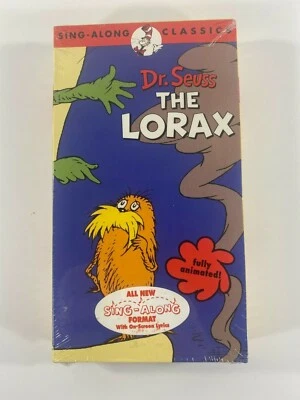 SING-ALONG CLASSICS
Dr. Seuss
THE
LORAX
fully
animated!
ALL NEW
SING-ALONG
FORMAT
With On-Screen Lyrics